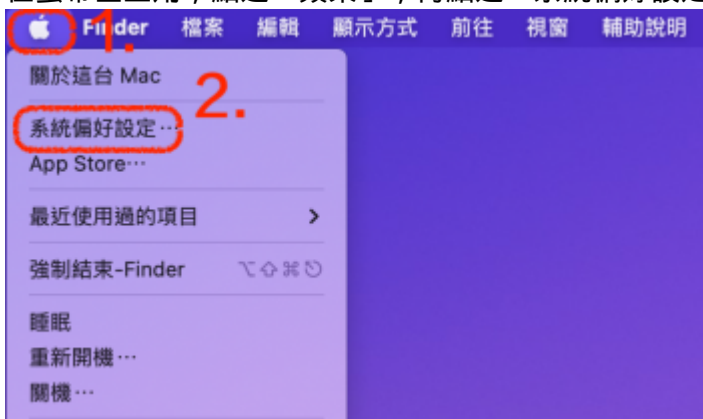 Finder 檔案 編輯 顯示方式 前往 視窗 輔助說明
1.
關於這台 Mac
2.
系統偏好設定…
App Store…
最近使用過的項目 >
強制結束-Finder ⌥⇧⌘⎋
睡眠
重新開機…
關機…